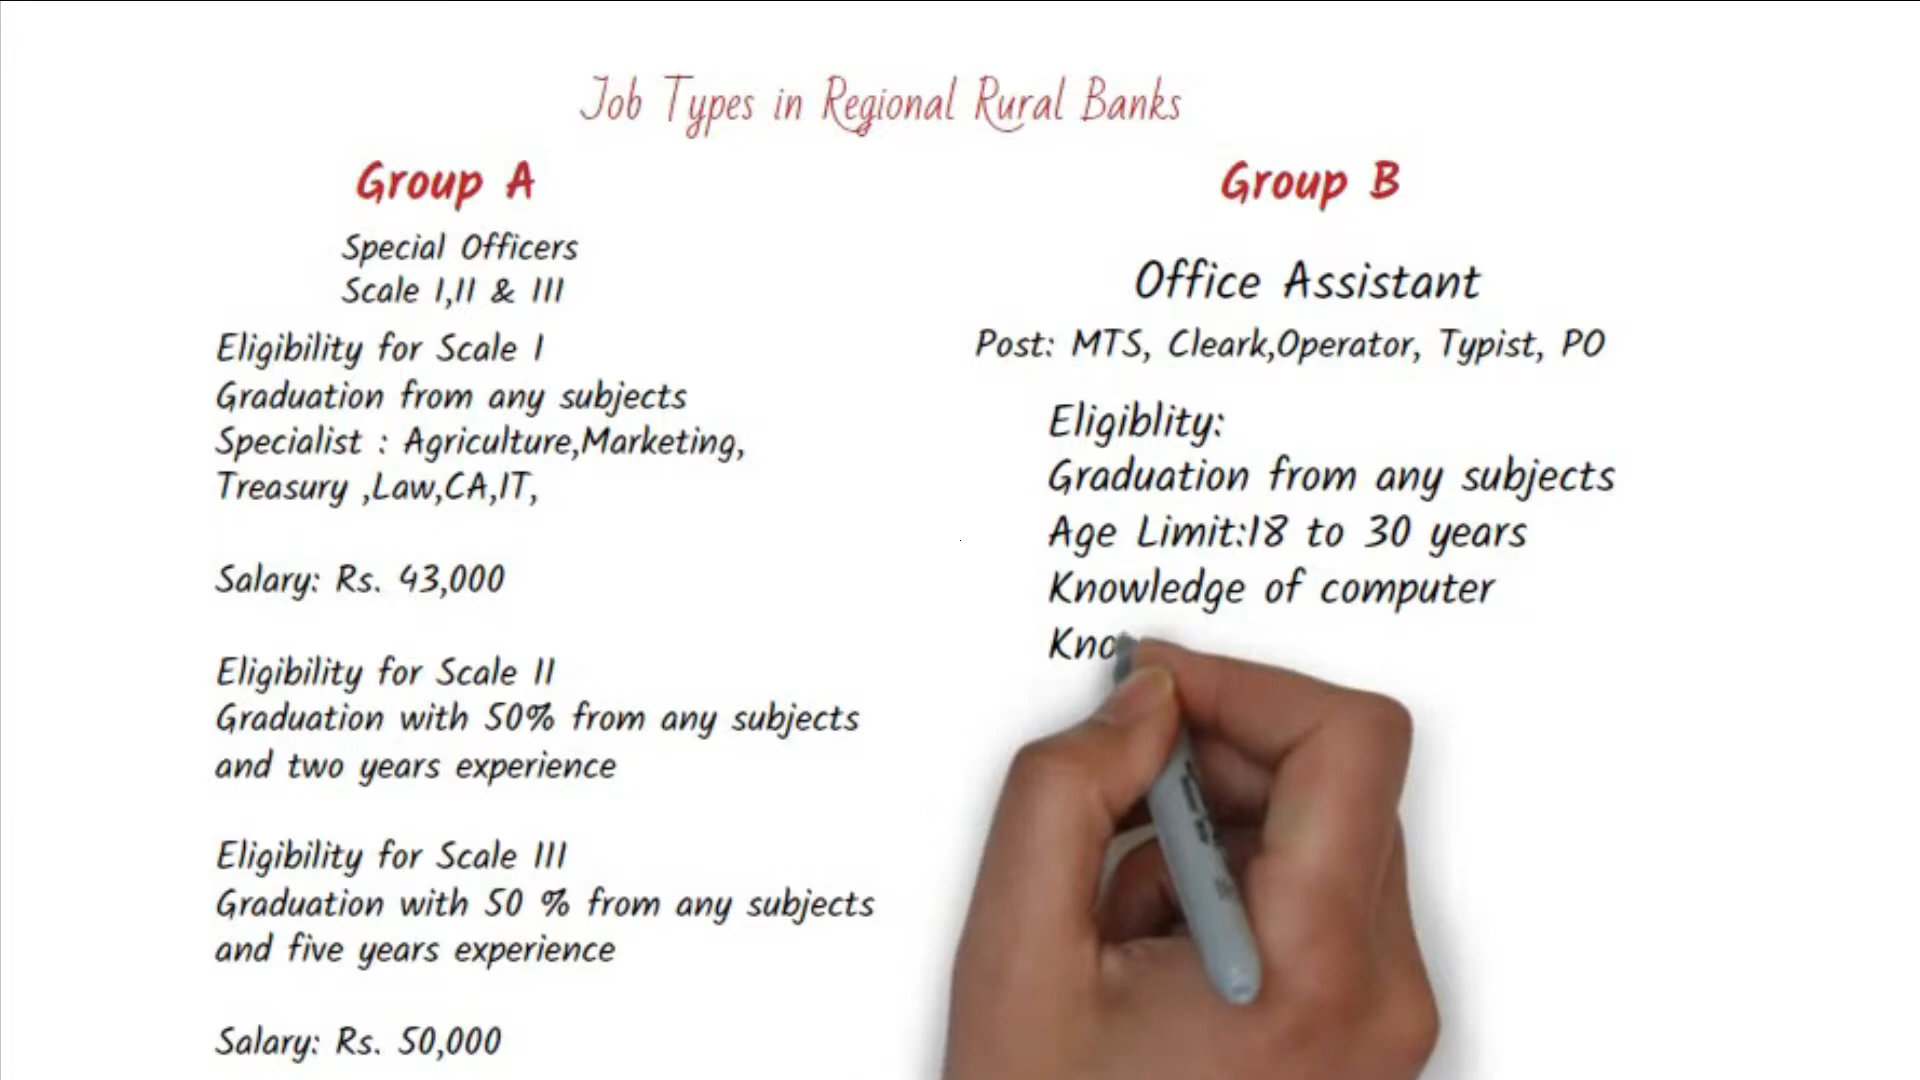 Job Types in Regional Rural Banks
Group A
Special Officers
Scale I,II & III
Eligibility for Scale I
Graduation from any subjects
Specialist : Agriculture,Marketing,
Treasury ,Law,CA,IT,
Salary: Rs. 43,000
Eligibility for Scale II
Graduation with 50% from any subjects
and two years experience
Eligibility for Scale III
Graduation with 50 % from any subjects
and five years experience
Salary: Rs. 50,000
Group B
Office Assistant
Post: MTS, Cleark,Operator, Typist, PO
Eligiblity:
Graduation from any subjects
Age Limit:18 to 30 years
Knowledge of computer
Kno